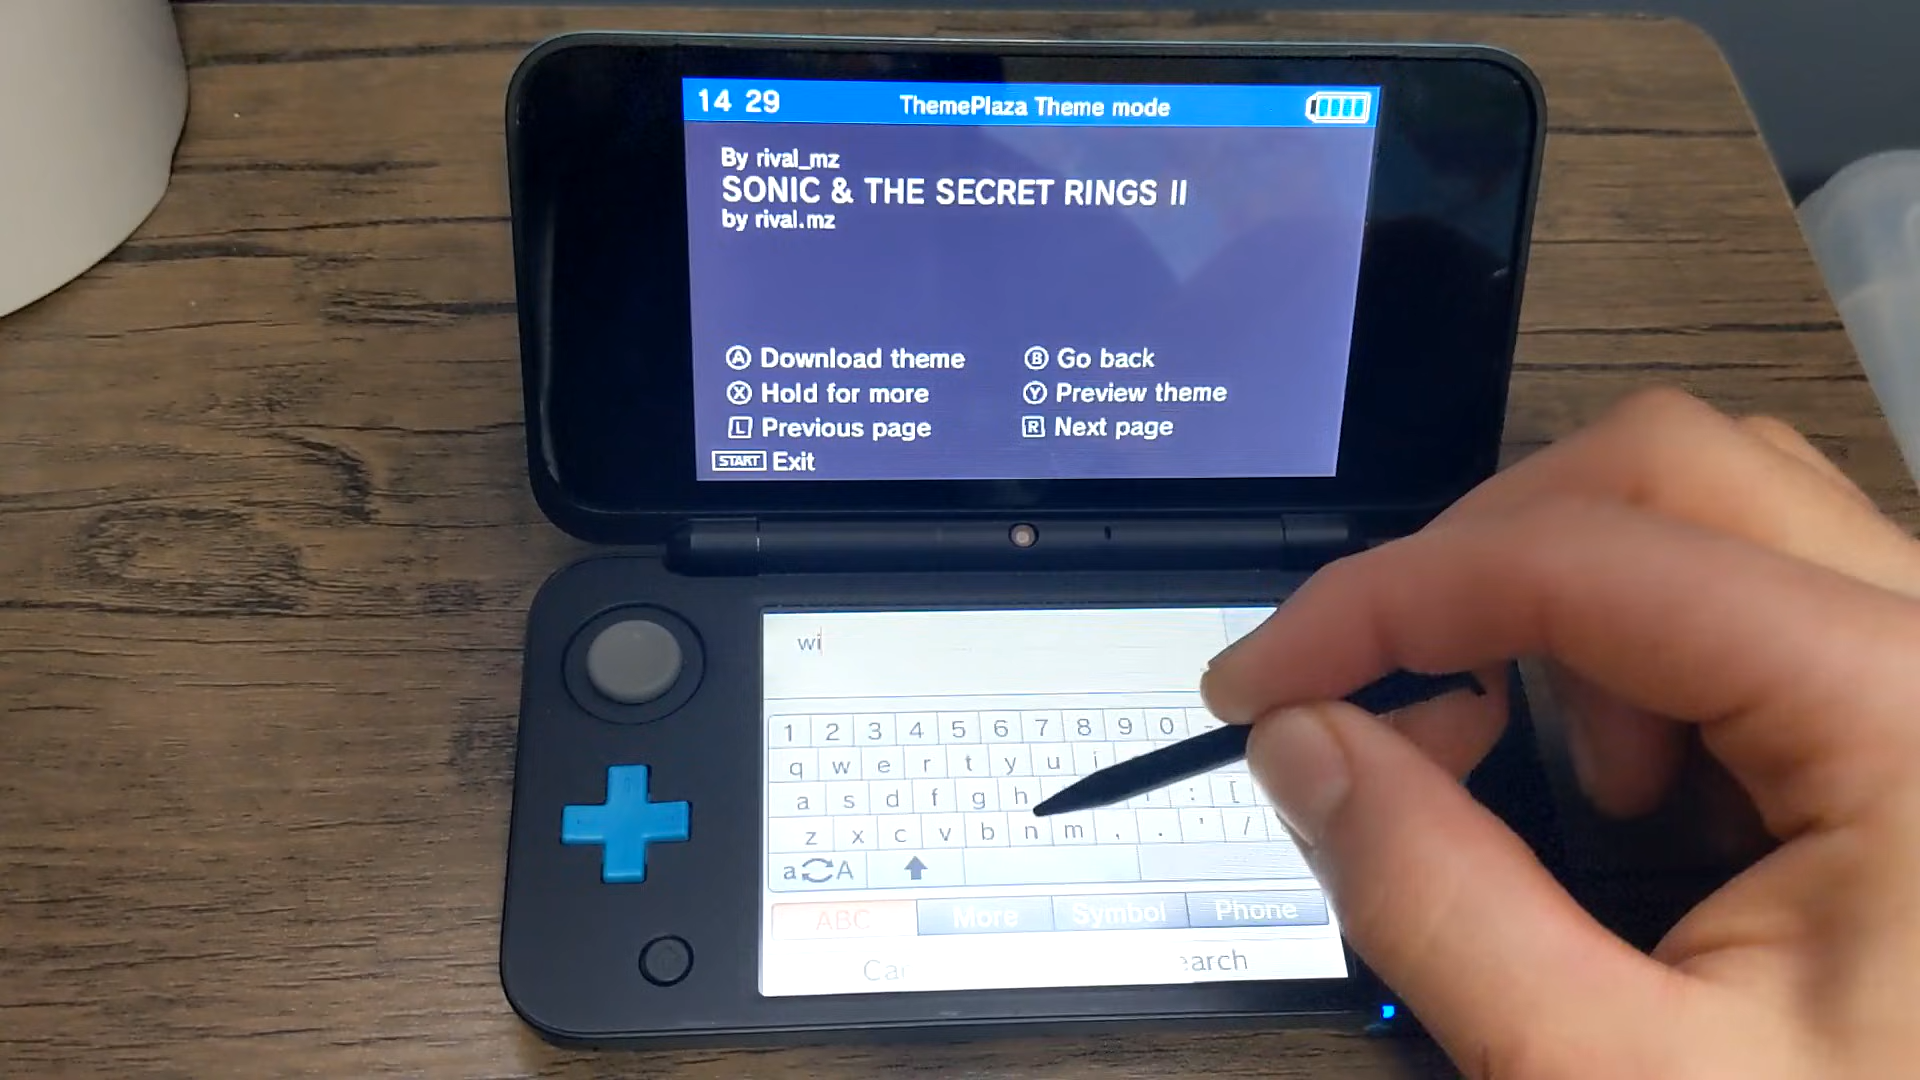 14 29 ThemePlaza Theme mode
By rival_mz
SONIC & THE SECRET RINGS II
by rival.mz
Ⓐ Download theme Ⓑ Go back
Ⓧ Hold for more Ⓨ Preview theme
L Previous page R Next page
START Exit
wi
1 2 3 4 5 6 7 8 9 0 -
q w e r t y u i
a s d f g h : [
z x c v b n m , . ' /
a A
ABC More Symbol Phone